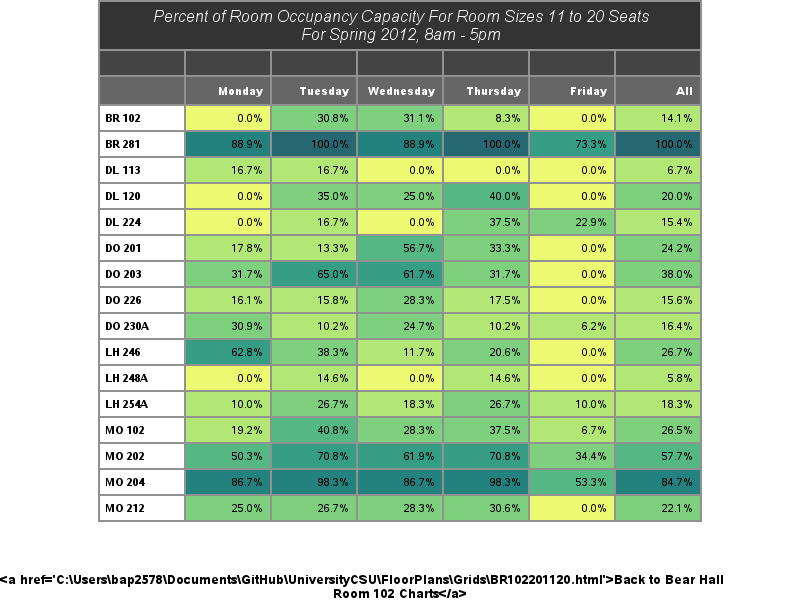 Percent of Room Occupancy Capacity For Room Sizes 11 to 20 Seats
For Spring 2012, 8am - 5pm
Monday Tuesday Wednesday Thursday Friday All
BR 102 0.0% 30.8% 31.1% 8.3% 0.0% 14.1%
BR 281 88.9% 100.0% 88.9% 100.0% 73.3% 100.0%
DL 113 16.7% 16.7% 0.0% 0.0% 0.0% 6.7%
DL 120 0.0% 35.0% 25.0% 40.0% 0.0% 20.0%
DL 224 0.0% 16.7% 0.0% 37.5% 22.9% 15.4%
DO 201 17.8% 13.3% 56.7% 33.3% 0.0% 24.2%
DO 203 31.7% 65.0% 61.7% 31.7% 0.0% 38.0%
DO 226 16.1% 15.8% 28.3% 17.5% 0.0% 15.6%
DO 230A 30.9% 10.2% 24.7% 10.2% 6.2% 16.4%
LH 246 62.8% 38.3% 11.7% 20.6% 0.0% 26.7%
LH 248A 0.0% 14.6% 0.0% 14.6% 0.0% 5.8%
LH 254A 10.0% 26.7% 18.3% 26.7% 10.0% 18.3%
MO 102 19.2% 40.8% 28.3% 37.5% 6.7% 26.5%
MO 202 50.3% 70.8% 61.9% 70.8% 34.4% 57.7%
MO 204 86.7% 98.3% 86.7% 98.3% 53.3% 84.7%
MO 212 25.0% 26.7% 28.3% 30.6% 0.0% 22.1%
<a href='C:\Users\bap2578\Documents\GitHub\UniversityCSU\FloorPlans\Grids\BR102201120.html'>Back to Bear Hall
Room 102 Charts</a>